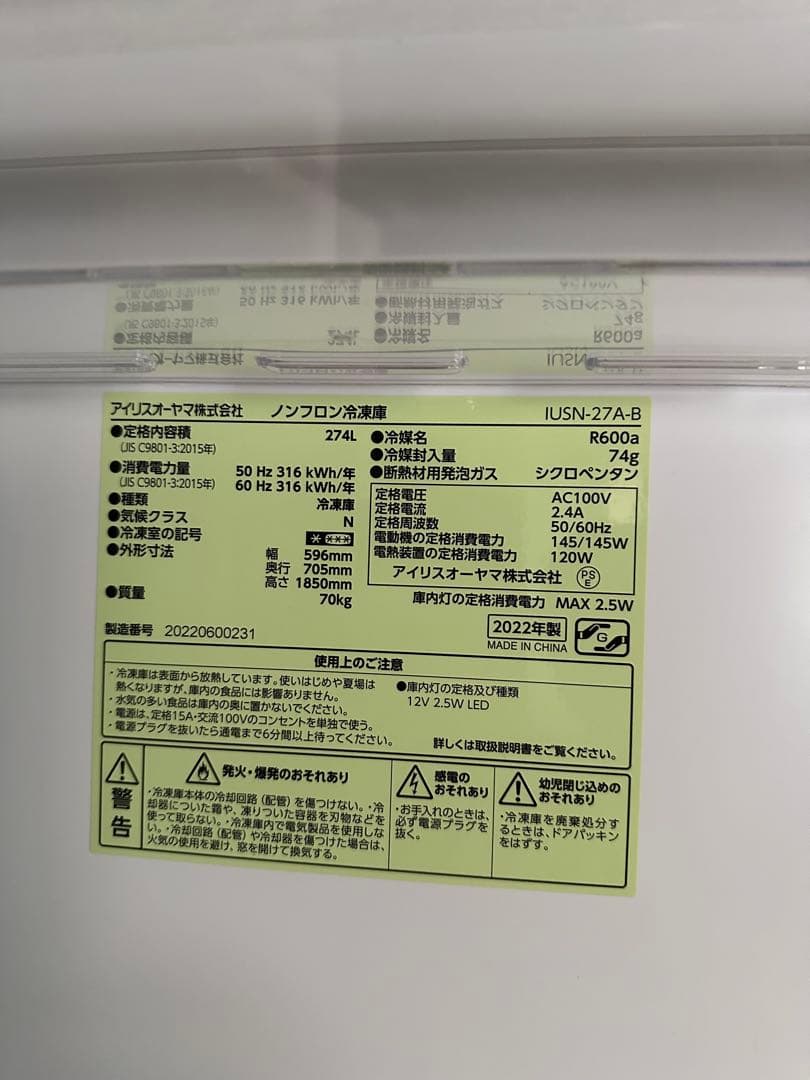 アイリスオーヤマ株式会社 ノンフロン冷凍庫 IUSN-27A-B
●定格内容積 274L
(JIS C9801-3:2015年)
●消費電力量 50 Hz 316 kWh/年
(JIS C9801-3:2015年) 60 Hz 316 kWh/年
●種類 冷凍庫
●気候クラス N
●冷凍室の記号
●外形寸法 幅 596mm
奥行 705mm
高さ 1850mm
●質量 70kg
●冷媒名 R600a
●冷媒封入量 74g
●断熱材用発泡ガス シクロペンタン
定格電圧 AC100V
定格電流 2.4A
定格周波数 50/60Hz
電動機の定格消費電力 145/145W
電熱装置の定格消費電力 120W
アイリスオーヤマ株式会社 PSE
庫内灯の定格消費電力 MAX 2.5W
製造番号 20220600231
2022年製
MADE IN CHINA
G
使用上のご注意
・冷凍庫は表面から放熱しています。使いはじめや夏場は
熱くなりますが、庫内の食品には影響ありません。
・水気の多い食品は庫内の奥に置かないでください。
・電源は、定格15A・交流100Vのコンセントを単独で使う。
・電源プラグを抜いたら通電まで6分間以上待ってください。
●庫内灯の定格及び種類
12V 2.5W LED
詳しくは取扱説明書をご覧ください。
警告
発火・爆発のおそれあり
・冷凍庫本体の冷却回路（配管）を傷つけない。・冷
却器についた霜や、凍りついた容器を刃物などを
使って取らない。・冷凍庫内で電気製品を使用しな
い。・冷却回路（配管）や冷却器を傷つけた場合は、
火気の使用を避け、窓を開けて換気する。
感電の
おそれあり
・お手入れのときは、
必ず電源プラグを
抜く。
幼児閉じ込めの
おそれあり
・冷凍庫を廃棄処分す
るときは、ドアパッキン
をはずす。